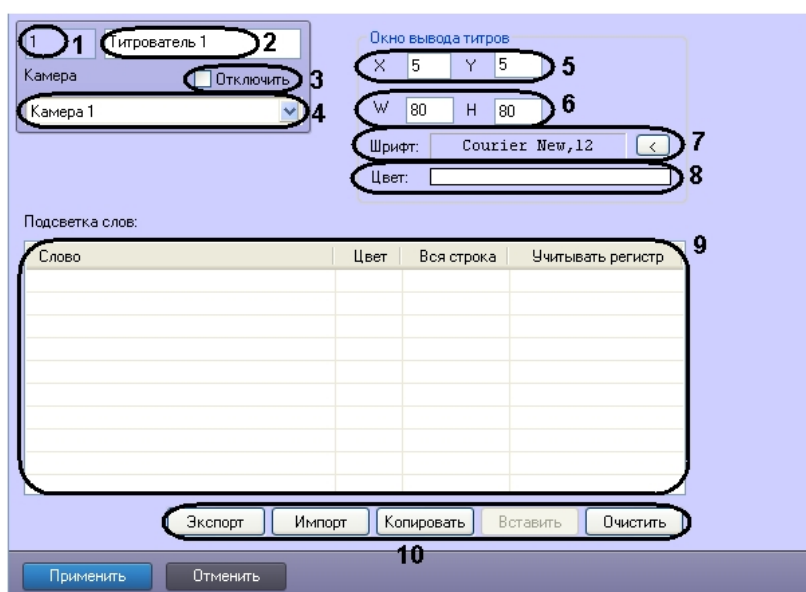 1 1 Титрователь 1 2
Камера Отключить 3
Камера 1 4
Окно вывода титров
X 5 Y 5 5
W 80 H 80 6
Шрифт: Courier New,12 < 7
Цвет: 8
Подсветка слов:
9
Слово Цвет Вся строка Учитывать регистр
Экспорт Импорт Копировать Вставить Очистить
10
Применить Отменить